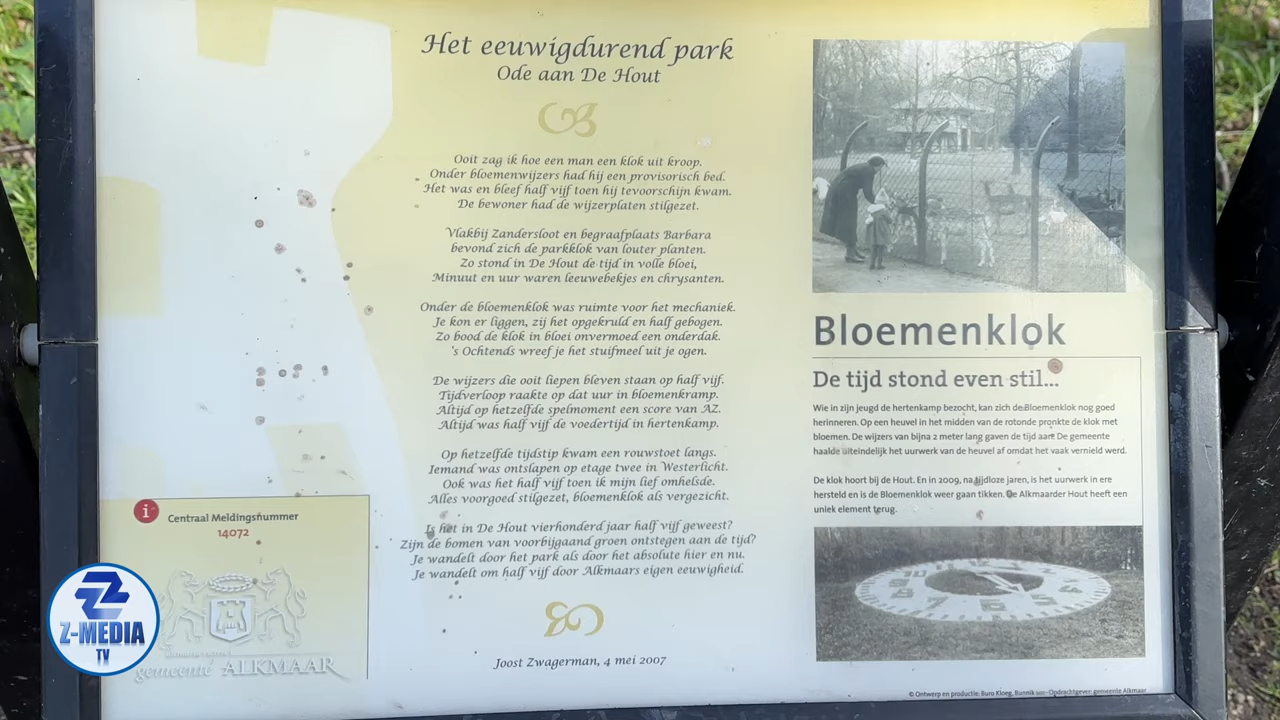 Het eeuwigdurend park
Ode aan De Hout
Ooit zag ik hoe een man een klok uit kroop.
Onder bloemenwijzers had hij een provisorisch bed.
Het was en bleef half vijf toen hij tevoorschijn kwam.
De bewoner had de wijzerplaten stilgezet.
Vlakbij Zandersloot en begraafplaats Barbara
bevond zich de parkklok van louter planten.
Zo stond in De Hout de tijd in volle bloei,
Minuut en uur waren leeuwebekjes en chrysanten.
Onder de bloemenklok was ruimte voor het mechaniek.
Je kon er liggen, zij het opgekruld en half gebogen.
Zo bood de klok in bloei onvermoed een onderdak.
's Ochtends wreef je het stuifmeel uit je ogen.
De wijzers die ooit liepen bleven staan op half vijf.
Tijdverloop raakte op dat uur in bloemenkramp.
Altijd op hetzelfde spelmoment een score van AZ.
Altijd was half vijf de voedertijd in hertenkamp.
Op hetzelfde tijdstip kwam een rouwstoet langs.
Iemand was ontslapen op etage twee in Westerlicht.
Ook was het half vijf toen ik mijn lief omhelsde.
Alles voorgoed stilgezet, bloemenklok als vergezicht.
Is het in De Hout vierhonderd jaar half vijf geweest?
Zijn de bomen van voorbijgaand groen ontstegen aan de tijd?
Je wandelt door het park als door het absolute hier en nu.
Je wandelt om half vijf door Alkmaars eigen eeuwigheid.
Joost Zwagerman, 4 mei 2007
Bloemenklok
De tijd stond even stil...
Wie in zijn jeugd de hertenkamp bezocht, kan zich de Bloemenklok nog goed
herinneren. Op een heuvel in het midden van de rotonde pronkte de klok met
bloemen. De wijzers van bijna 2 meter lang gaven de tijd aan. De gemeente
haalde uiteindelijk het uurwerk van de heuvel af omdat het vaak vernield werd.
De klok hoort bij de Hout. En in 2009, na tijdloze jaren, is het uurwerk in ere
hersteld en is de Bloemenklok weer gaan tikken. De Alkmaarder Hout heeft een
uniek element terug.
© Ontwerp en productie: Buro Kloeg, Bunnik Opdrachtgever: gemeente Alkmaar
i
Centraal Meldingsnummer
14072
gemeente ALKMAAR
Z
Z-MEDIA
TV